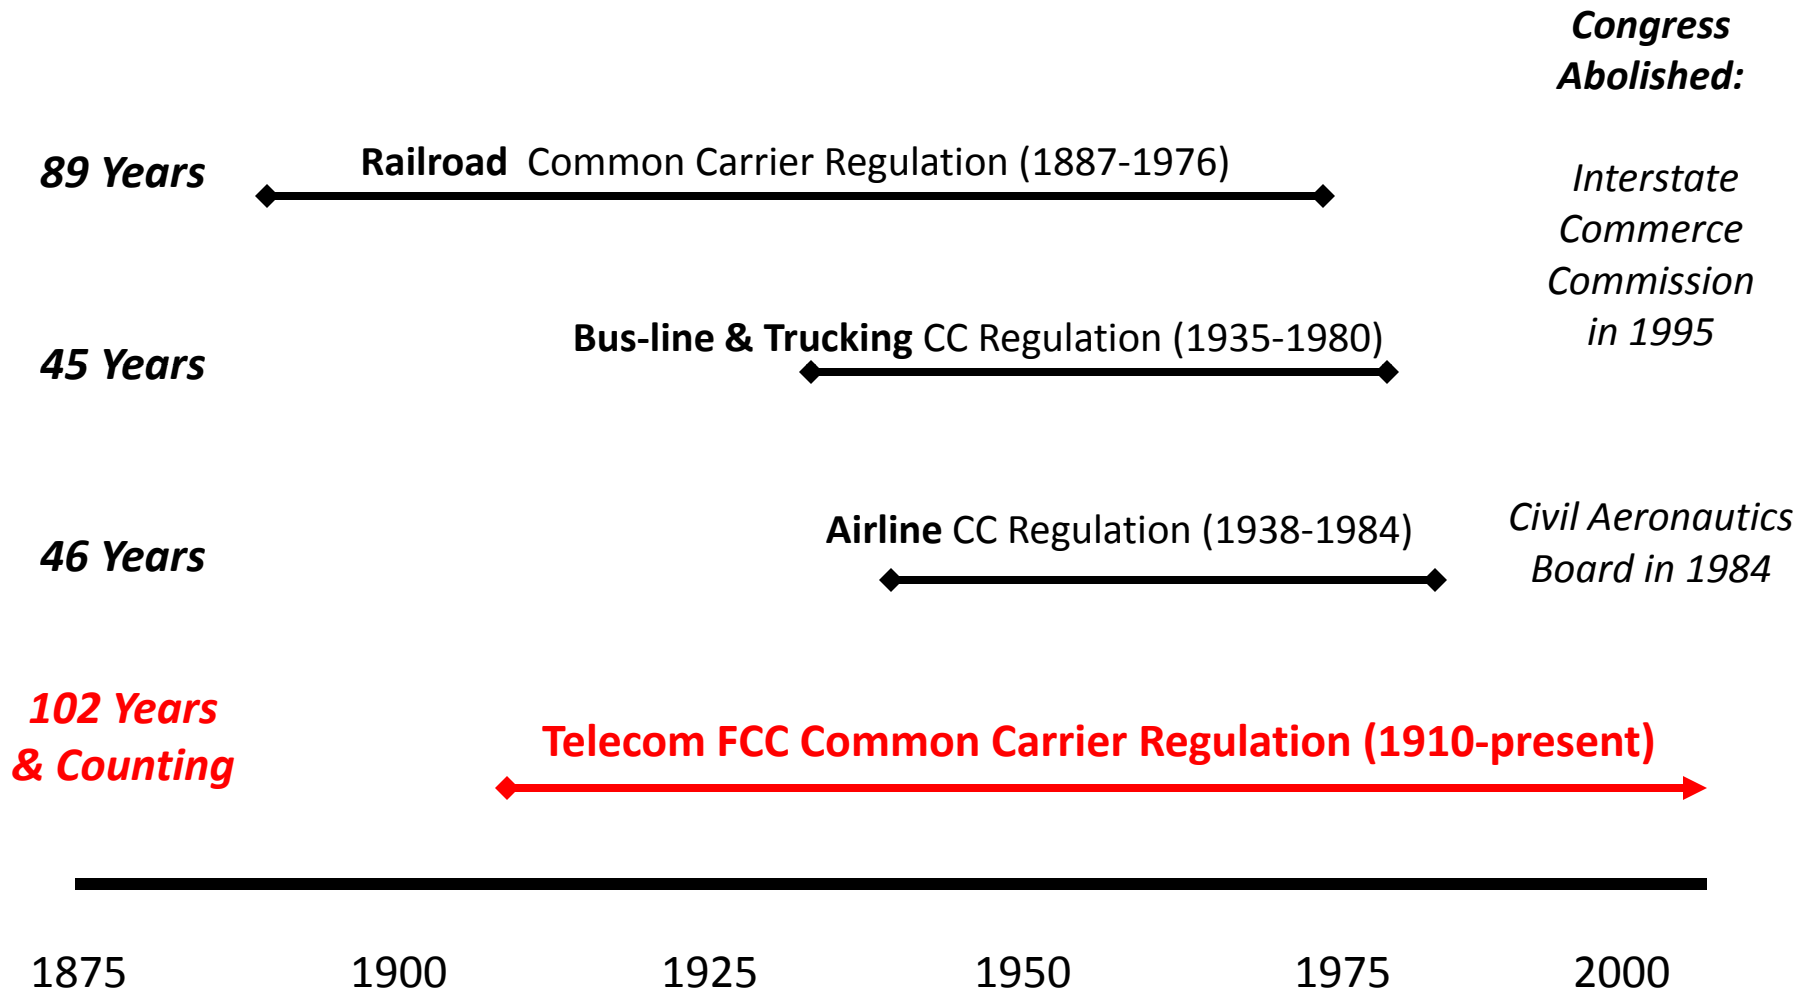 Congress
Abolished:
89 Years
Railroad Common Carrier Regulation (1887-1976)
Interstate
Commerce
Commission
in 1995
45 Years
Bus-line & Trucking CC Regulation (1935-1980)
46 Years
Airline CC Regulation (1938-1984)
Civil Aeronautics
Board in 1984
102 Years
& Counting
Telecom FCC Common Carrier Regulation (1910-present)
1875 1900 1925 1950 1975 2000